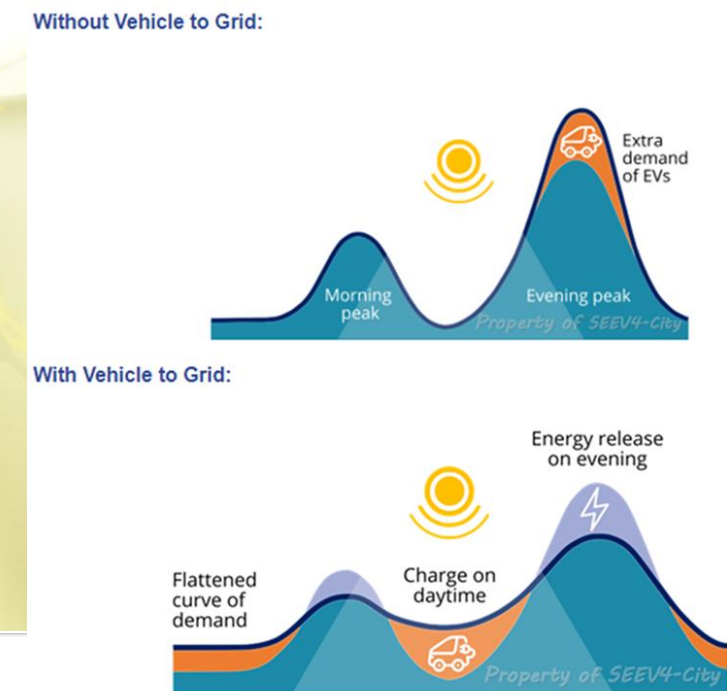 Without Vehicle to Grid:
Extra
demand
of EVs
Morning
peak
Evening peak
Property of SEEV4-City
With Vehicle to Grid:
Energy release
on evening
Flattened
curve of
demand
Charge on
daytime
Property of SEEV4-City